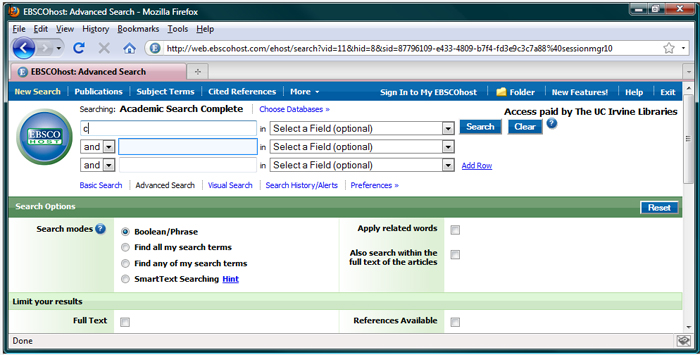 EBSCOhost: Advanced Search - Mozilla Firefox
File Edit View History Bookmarks Tools Help
http://web.ebscohost.com/ehost/search?vid=11&hid=8&sid=87796109-e433-4809-b7f4-fd3e9c3c7a88%40sessionmgr10
EBSCOhost: Advanced Search
New Search Publications Subject Terms Cited References More Sign In to My EBSCOhost Folder New Features! Help Exit
Searching: Academic Search Complete Choose Databases »
Access paid by The UC Irvine Libraries
EBSCO
HOST
c in Select a Field (optional) Search Clear ?
and in Select a Field (optional)
and in Select a Field (optional) Add Row
Basic Search Advanced Search Visual Search Search History/Alerts Preferences »
Search Options Reset
Search modes ? Boolean/Phrase
Find all my search terms
Find any of my search terms
SmartText Searching Hint
Apply related words
Also search within the
full text of the articles
Limit your results
Full Text References Available
Done